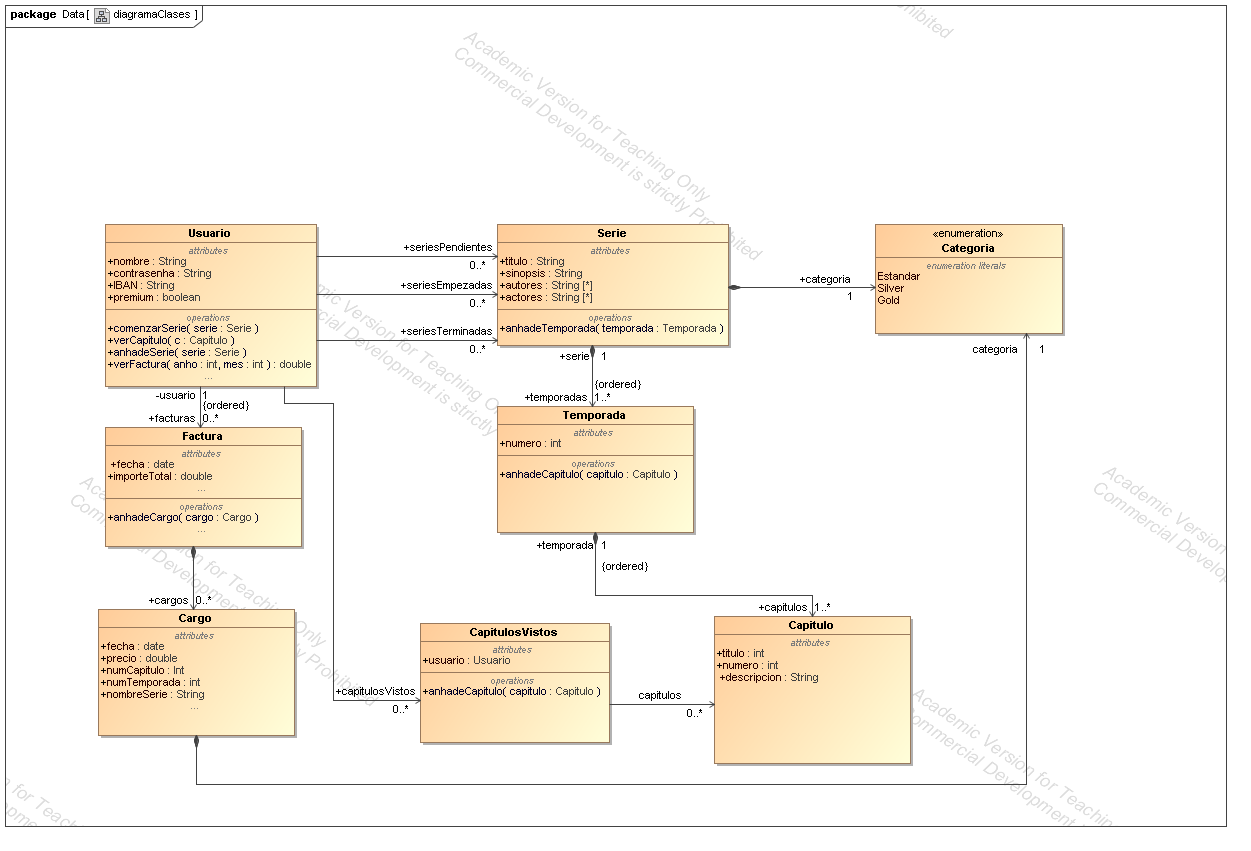 package Data[ diagramaClases ]
Usuario
attributes
+nombre : String
+contrasenha : String
+IBAN : String
+premium : boolean
operations
+comenzarSerie( serie : Serie )
+verCapitulo( c : Capitulo )
+anhadeSerie( serie : Serie )
+verFactura( anho : int, mes : int ) : double
...
+seriesPendientes
0..*
+seriesEmpezadas
0..*
+seriesTerminadas
0..*
Serie
attributes
+titulo : String
+sinopsis : String
+autores : String [*]
+actores : String [*]
operations
+anhadeTemporada( temporada : Temporada )
+categoria
1
«enumeration»
Categoria
enumeration literals
Estandar
Silver
Gold
categoria 1
-usuario 1
{ordered}
+facturas 0..*
+serie 1
{ordered}
+temporadas 1..*
Factura
attributes
+fecha : date
+importeTotal : double
...
operations
+anhadeCargo( cargo : Cargo )
...
Temporada
attributes
+numero : int
operations
+anhadeCapitulo( capitulo : Capitulo )
+temporada 1
{ordered}
+cargos 0..*
+capitulos 1..*
Cargo
attributes
+fecha : date
+precio : double
+numCapitulo : Int
+numTemporada : int
+nombreSerie : String
...
+capitulosVistos
0..*
CapitulosVistos
attributes
+usuario : Usuario
operations
+anhadeCapitulo( capitulo : Capitulo )
capitulos
0..*
Capitulo
attributes
+titulo : int
+numero : int
+descripcion : String
Academic Version for Teaching Only
Commercial Development is strictly Prohibited